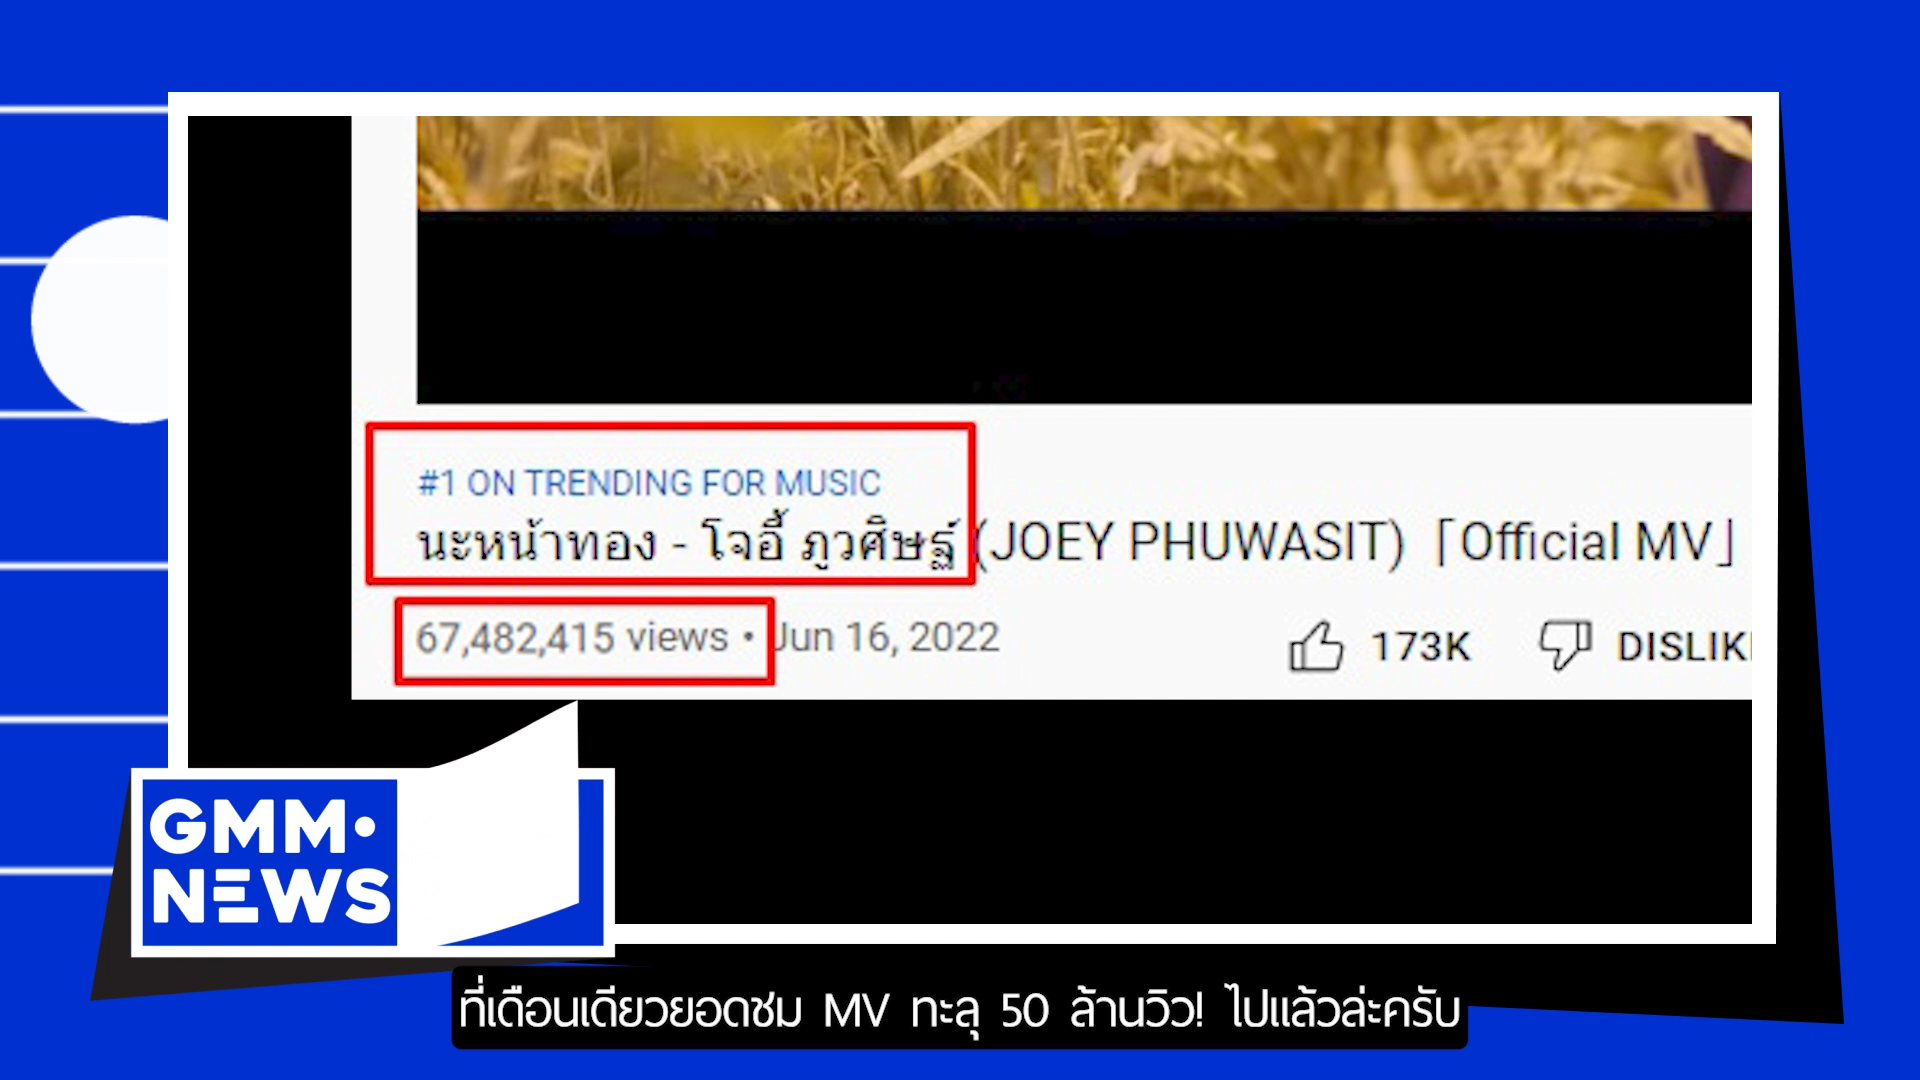 #1 ON TRENDING FOR MUSIC
นะหน้าทอง - โจอี้ ภูวศิษฐ์ (JOEY PHUWASIT)「Official MV」
67,482,415 views • Jun 16, 2022
173K
DISLIK
GMM•
NEWS
ที่เดือนเดียวยอดชม MV ทะลุ 50 ล้านวิว! ไปแล้วล่ะครับ